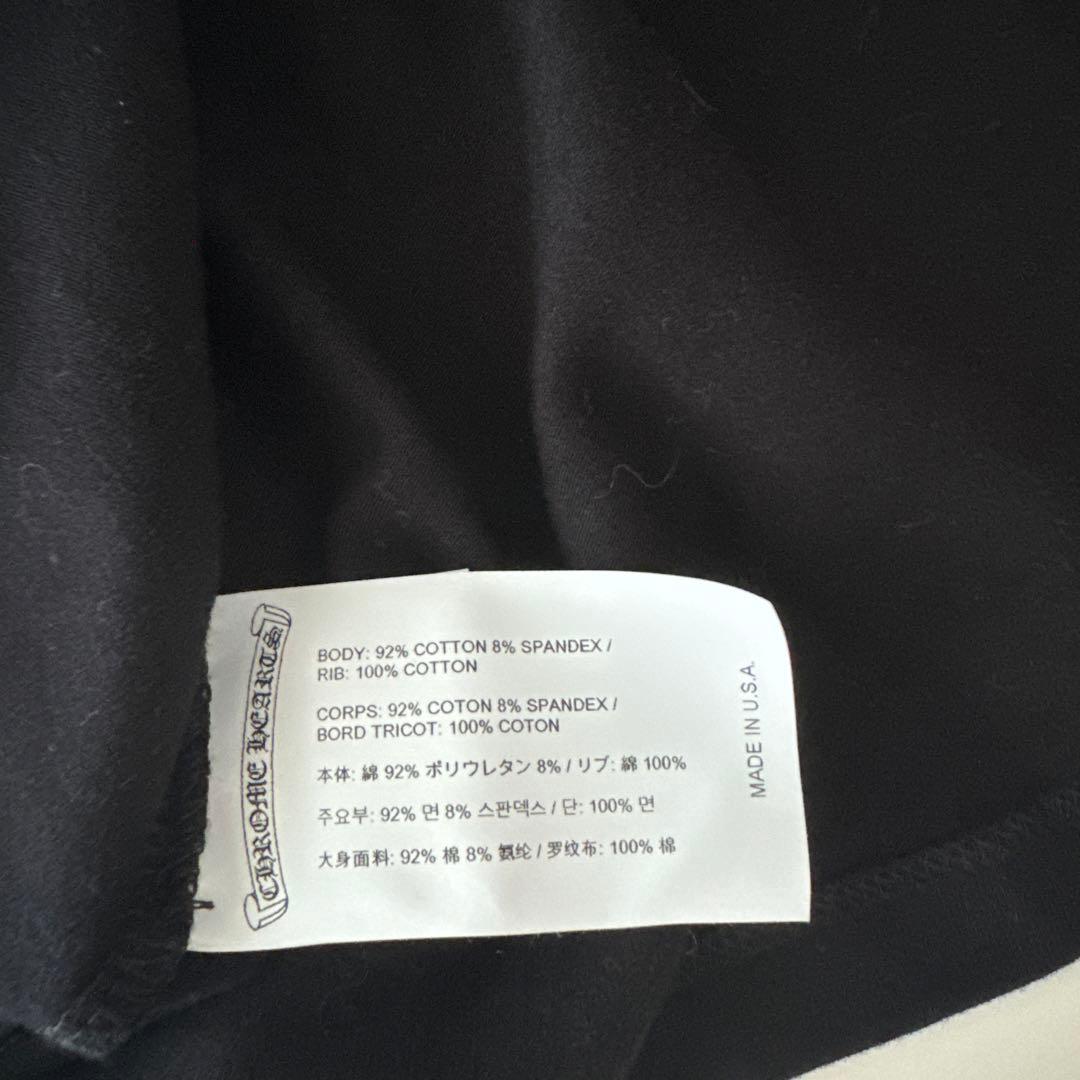 CHROME HEARTS
BODY: 92% COTTON 8% SPANDEX /
RIB: 100% COTTON
CORPS: 92% COTON 8% SPANDEX /
BORD TRICOT: 100% COTON
本体: 綿 92% ポリウレタン 8% / リブ: 綿 100%
주요부: 92% 면 8% 스판덱스 / 단: 100% 면
大身面料: 92% 棉 8% 氨纶 / 罗纹布: 100% 棉
MADE IN U.S.A.